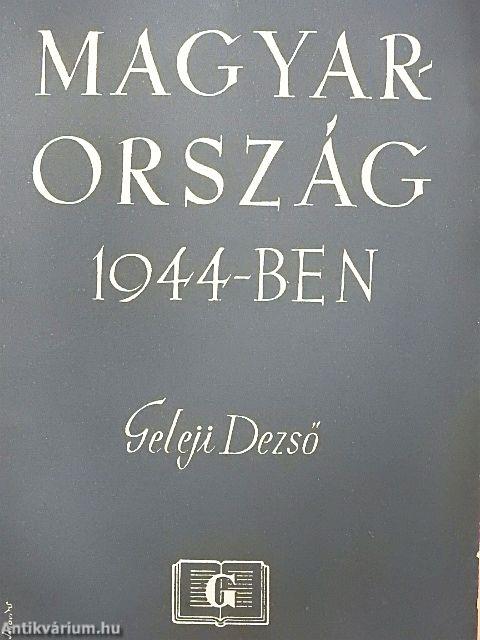 MAGYAR-
ORSZÁG
1944-BEN
Geleji Dezső
G
Antikvárium.hu